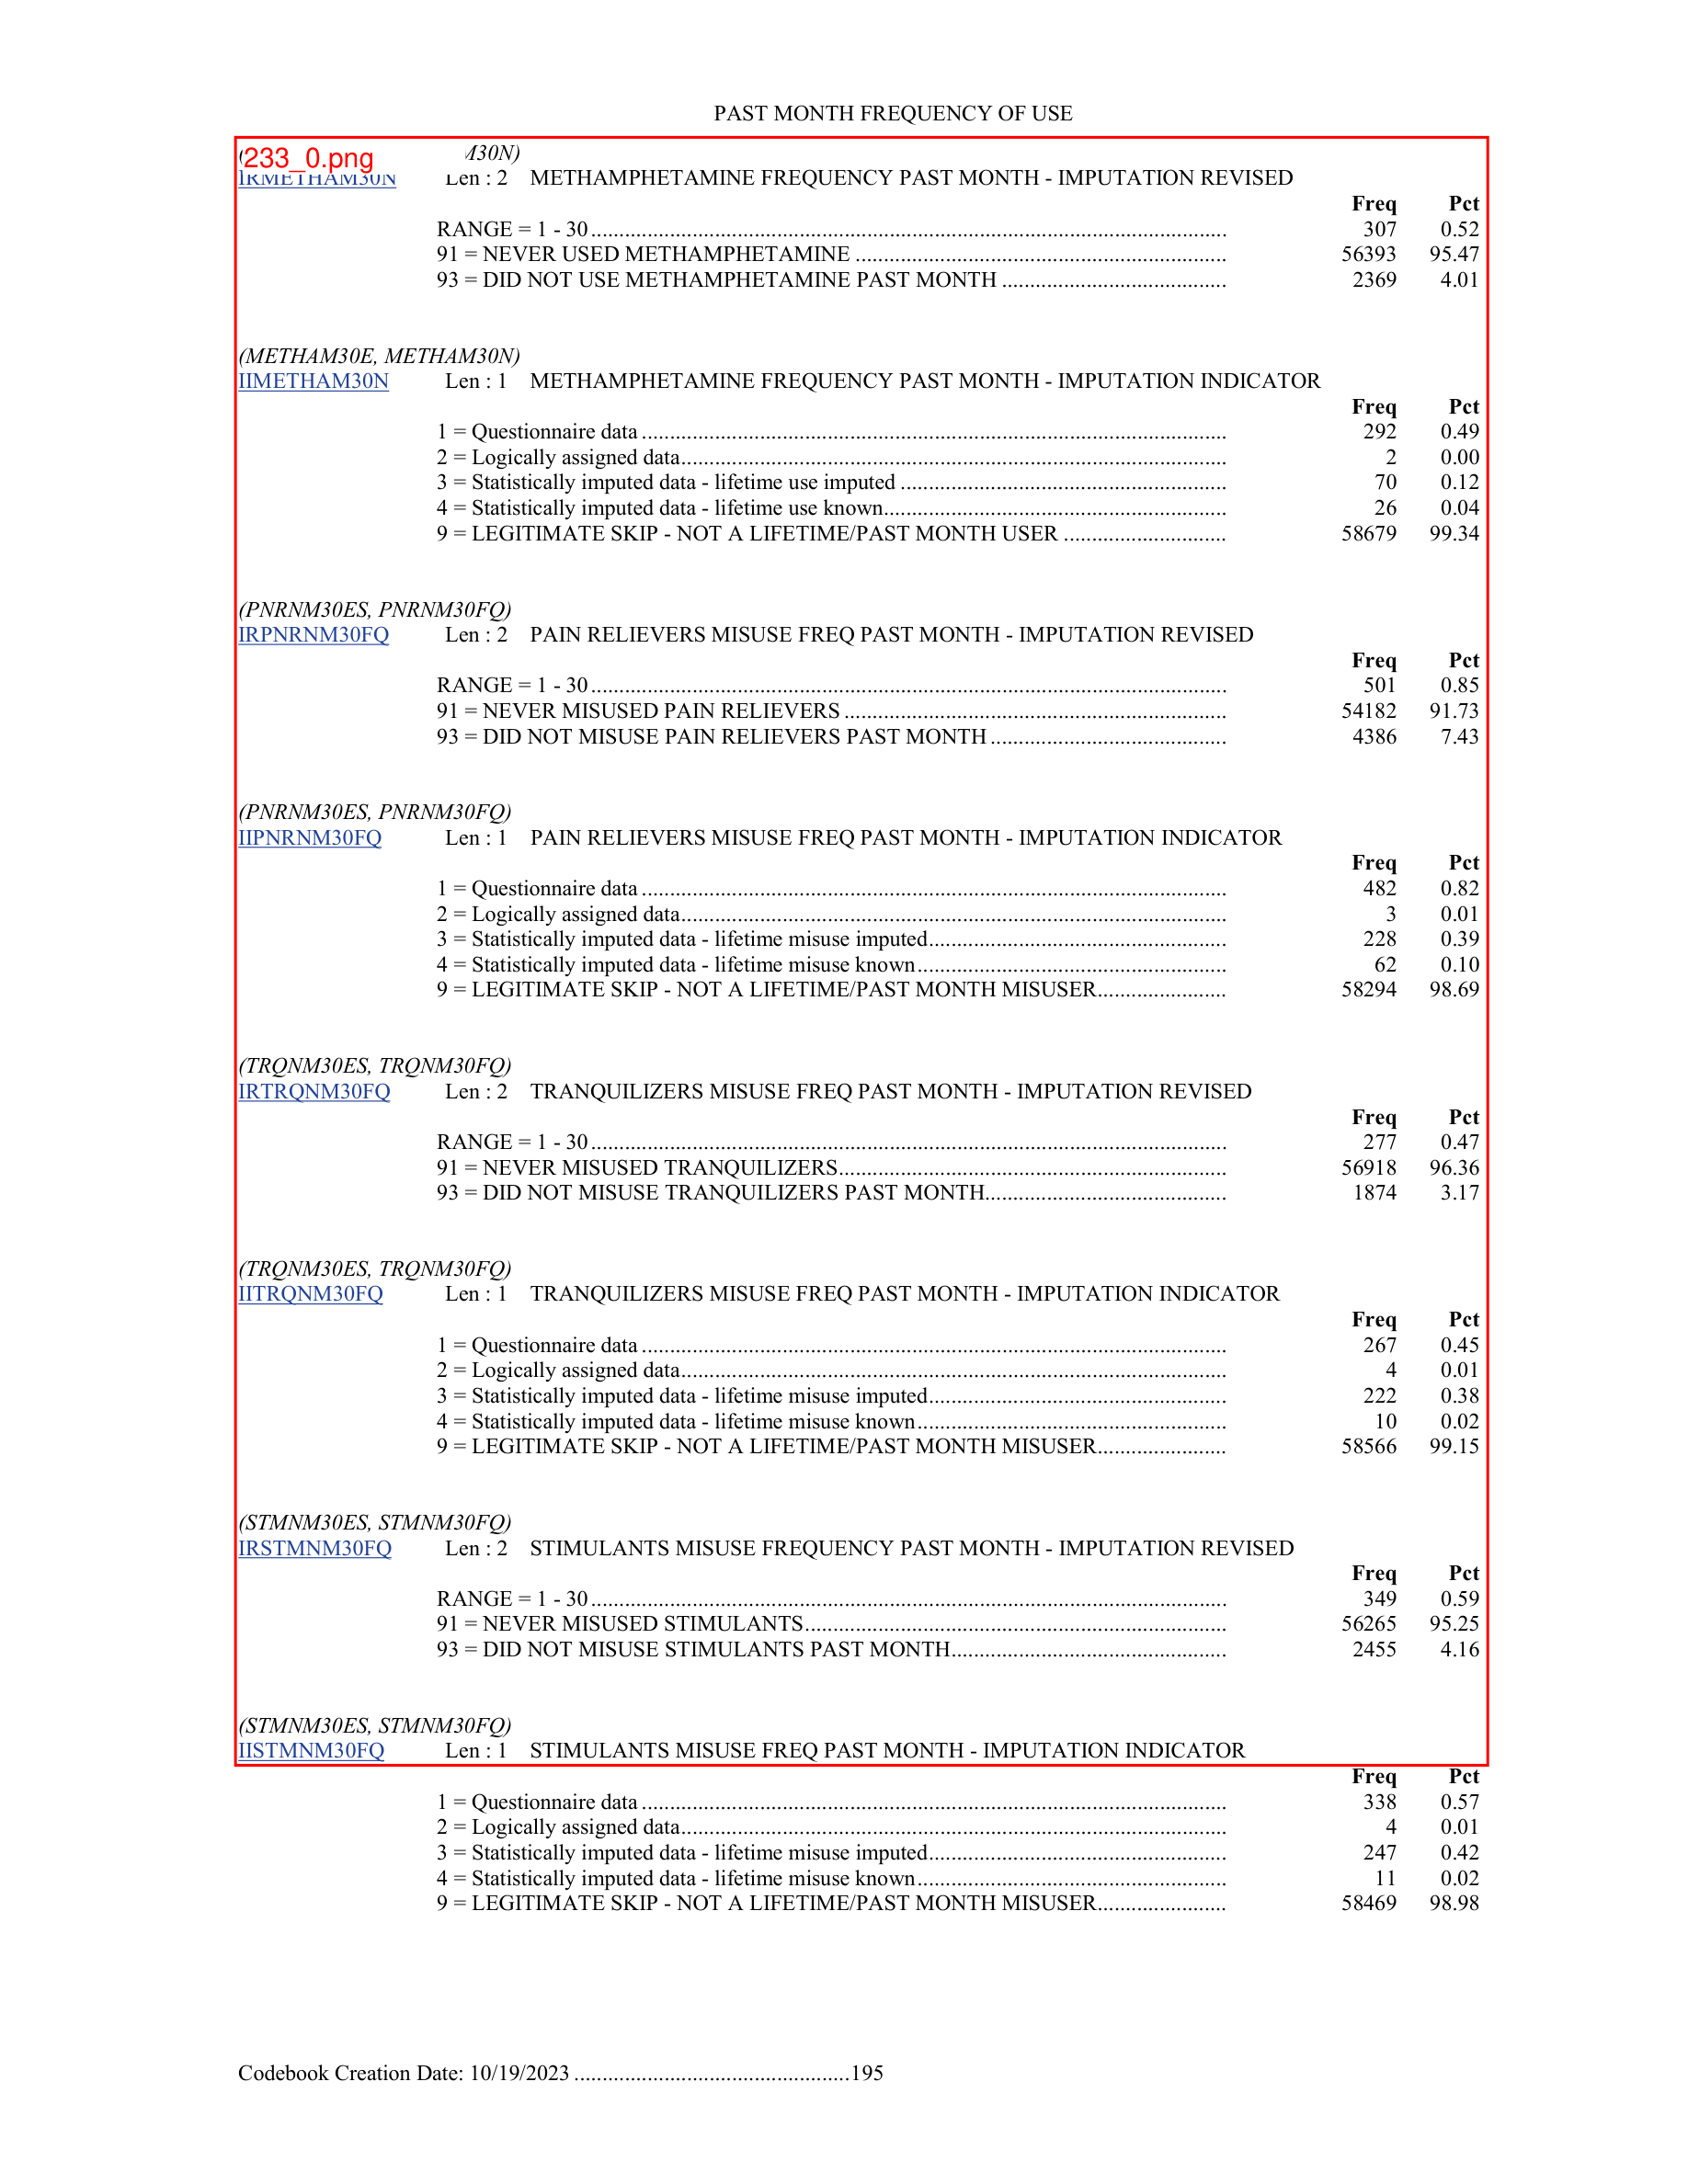 PAST MONTH FREQUENCY OF USE
233_0.png M30N)
IRMETHAM30N Len : 2 METHAMPHETAMINE FREQUENCY PAST MONTH - IMPUTATION REVISED
Freq Pct
RANGE = 1 - 30 ................ 307 0.52
91 = NEVER USED METHAMPHETAMINE ................ 56393 95.47
93 = DID NOT USE METHAMPHETAMINE PAST MONTH ................ 2369 4.01
(METHAM30E, METHAM30N)
IIMETHAM30N Len : 1 METHAMPHETAMINE FREQUENCY PAST MONTH - IMPUTATION INDICATOR
Freq Pct
1 = Questionnaire data ................ 292 0.49
2 = Logically assigned data................ 2 0.00
3 = Statistically imputed data - lifetime use imputed ................ 70 0.12
4 = Statistically imputed data - lifetime use known................ 26 0.04
9 = LEGITIMATE SKIP - NOT A LIFETIME/PAST MONTH USER ................ 58679 99.34
(PNRNM30ES, PNRNM30FQ)
IRPNRNM30FQ Len : 2 PAIN RELIEVERS MISUSE FREQ PAST MONTH - IMPUTATION REVISED
Freq Pct
RANGE = 1 - 30 ................ 501 0.85
91 = NEVER MISUSED PAIN RELIEVERS ................ 54182 91.73
93 = DID NOT MISUSE PAIN RELIEVERS PAST MONTH ................ 4386 7.43
(PNRNM30ES, PNRNM30FQ)
IIPNRNM30FQ Len : 1 PAIN RELIEVERS MISUSE FREQ PAST MONTH - IMPUTATION INDICATOR
Freq Pct
1 = Questionnaire data ................ 482 0.82
2 = Logically assigned data................ 3 0.01
3 = Statistically imputed data - lifetime misuse imputed................ 228 0.39
4 = Statistically imputed data - lifetime misuse known ................ 62 0.10
9 = LEGITIMATE SKIP - NOT A LIFETIME/PAST MONTH MISUSER................ 58294 98.69
(TRQNM30ES, TRQNM30FQ)
IRTRQNM30FQ Len : 2 TRANQUILIZERS MISUSE FREQ PAST MONTH - IMPUTATION REVISED
Freq Pct
RANGE = 1 - 30 ................ 277 0.47
91 = NEVER MISUSED TRANQUILIZERS................ 56918 96.36
93 = DID NOT MISUSE TRANQUILIZERS PAST MONTH................ 1874 3.17
(TRQNM30ES, TRQNM30FQ)
IITRQNM30FQ Len : 1 TRANQUILIZERS MISUSE FREQ PAST MONTH - IMPUTATION INDICATOR
Freq Pct
1 = Questionnaire data ................ 267 0.45
2 = Logically assigned data................ 4 0.01
3 = Statistically imputed data - lifetime misuse imputed................ 222 0.38
4 = Statistically imputed data - lifetime misuse known ................ 10 0.02
9 = LEGITIMATE SKIP - NOT A LIFETIME/PAST MONTH MISUSER................ 58566 99.15
(STMNM30ES, STMNM30FQ)
IRSTMNM30FQ Len : 2 STIMULANTS MISUSE FREQUENCY PAST MONTH - IMPUTATION REVISED
Freq Pct
RANGE = 1 - 30 ................ 349 0.59
91 = NEVER MISUSED STIMULANTS................ 56265 95.25
93 = DID NOT MISUSE STIMULANTS PAST MONTH................ 2455 4.16
(STMNM30ES, STMNM30FQ)
IISTMNM30FQ Len : 1 STIMULANTS MISUSE FREQ PAST MONTH - IMPUTATION INDICATOR
Freq Pct
1 = Questionnaire data ................ 338 0.57
2 = Logically assigned data................ 4 0.01
3 = Statistically imputed data - lifetime misuse imputed................ 247 0.42
4 = Statistically imputed data - lifetime misuse known ................ 11 0.02
9 = LEGITIMATE SKIP - NOT A LIFETIME/PAST MONTH MISUSER................ 58469 98.98
Codebook Creation Date: 10/19/2023 ................195